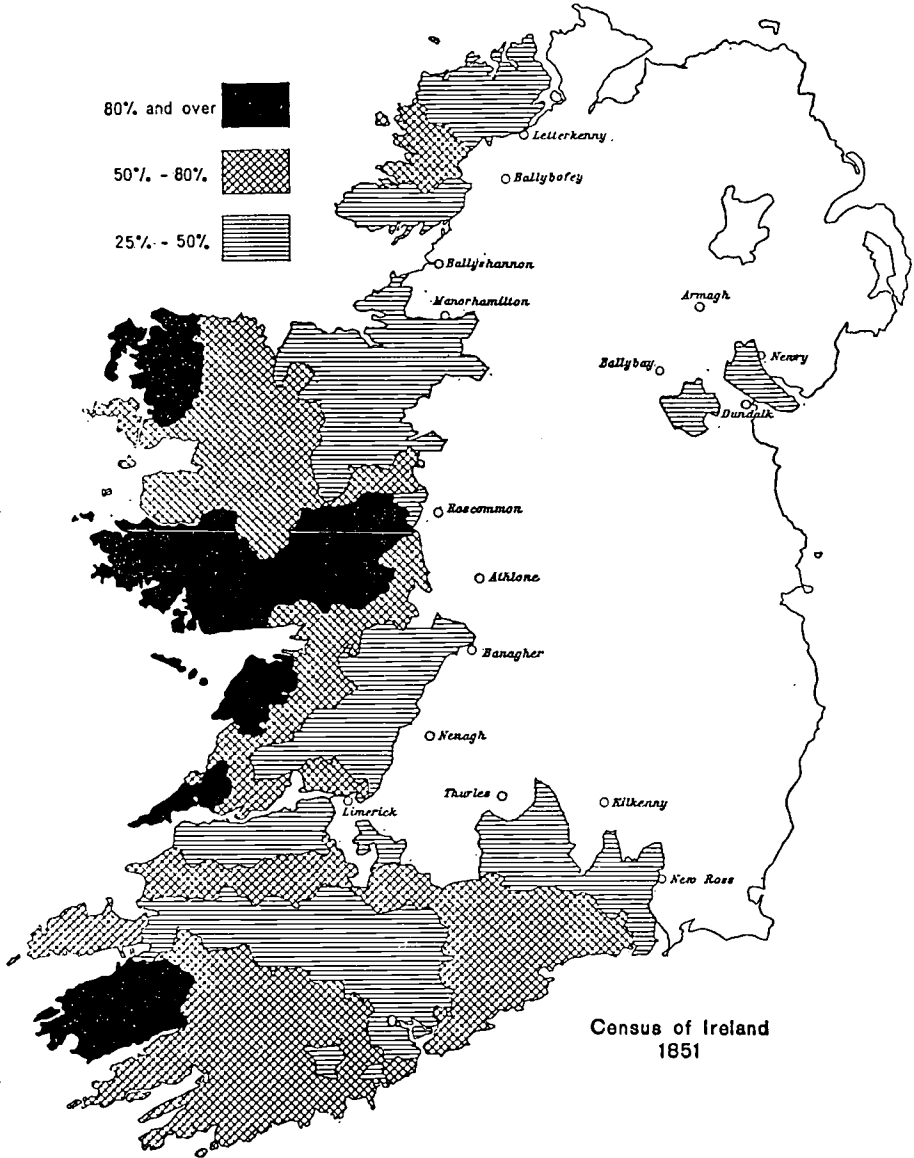 80% and over
50% - 80%
25% - 50%
Letterkenny
Ballybofey
Ballyshannon
Manorhamilton
Armagh
Newry
Ballybay
Dundalk
Roscommon
Athlone
Banagher
Nenagh
Thurles
Kilkenny
Limerick
New Ross
Census of Ireland
1851